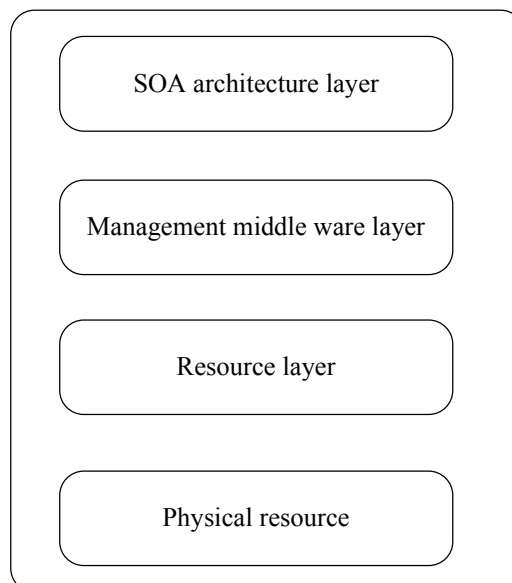 SOA architecture layer
Management middle ware layer
Resource layer
Physical resource